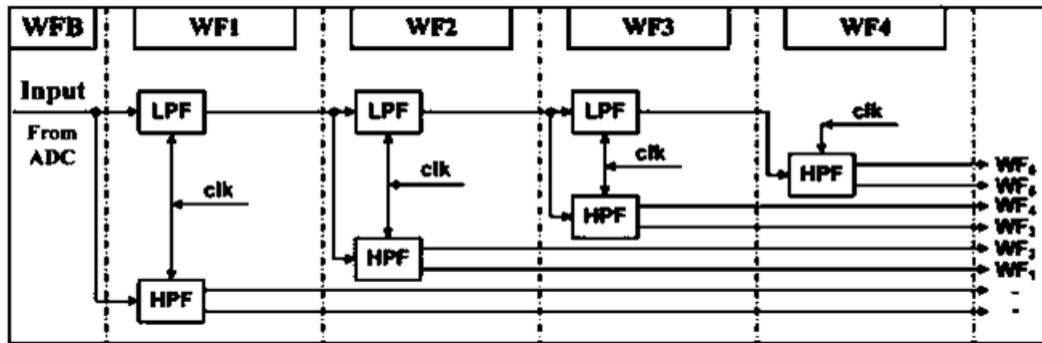 WFB WF1 WF2 WF3 WF4
Input
LPF LPF LPF
clk
From
ADC
clk
clk
HPF
WF₆
WF₅
clk
HPF
WF₄
WF₃
HPF
WF₂
WF₁
HPF
-
-